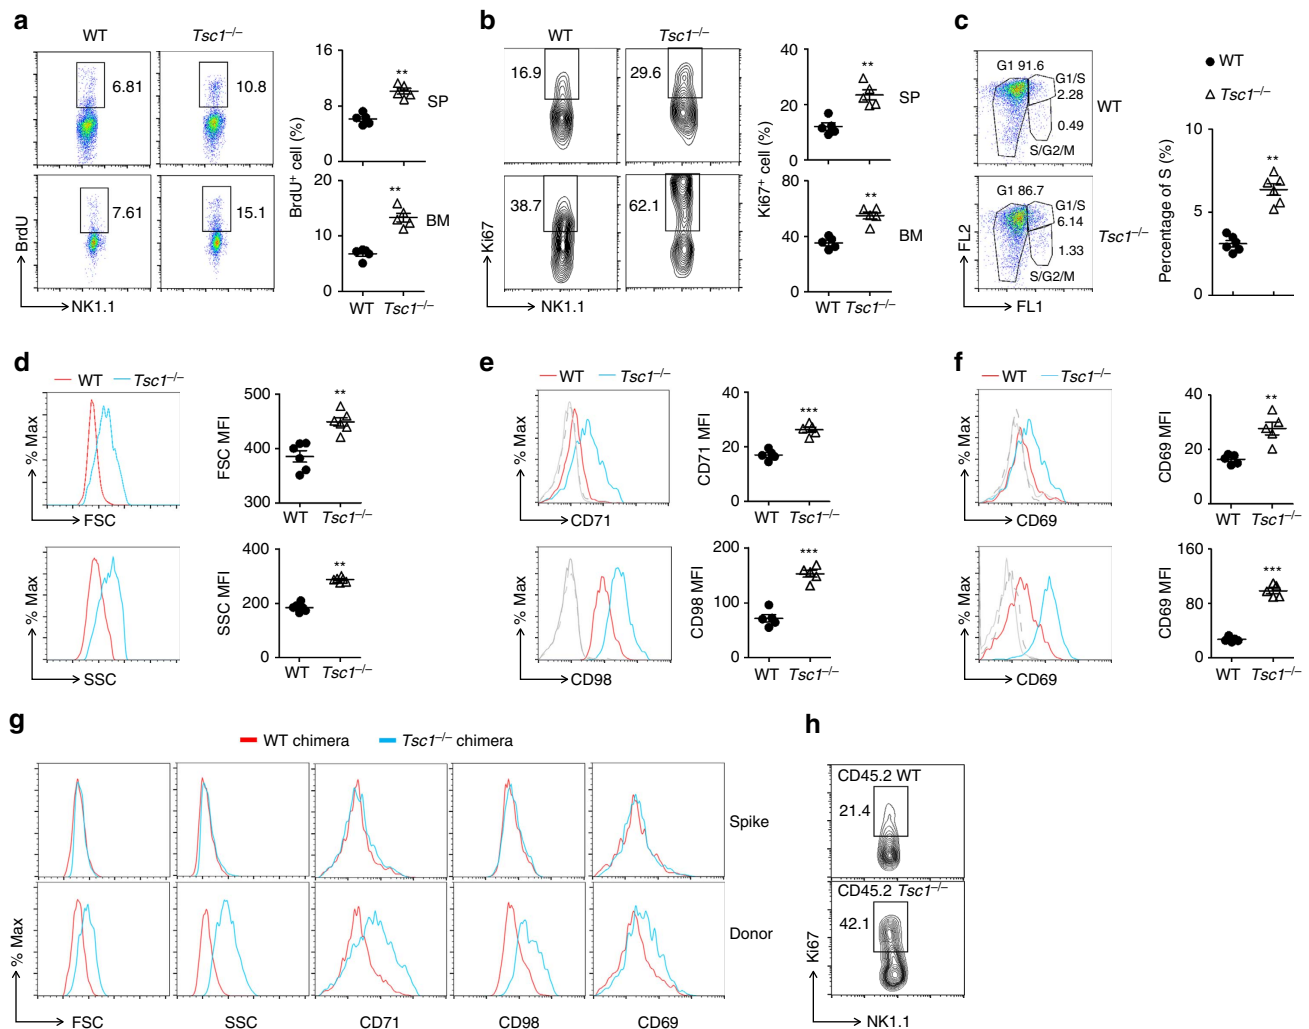 a
WT
Tsc1–/–
6.81
10.8
7.61
15.1
BrdU
NK1.1
16
8
0
**
SP
BrdU+ cell (%)
20
10
0
**
BM
WT Tsc1–/–
b
WT
Tsc1–/–
16.9
29.6
38.7
62.1
Ki67
NK1.1
40
20
0
**
SP
Ki67+ cell (%)
80
40
0
**
BM
WT Tsc1–/–
c
G1 91.6
G1/S
2.28
0.49
S/G2/M
WT
G1 86.7
G1/S
6.14
1.33
S/G2/M
Tsc1–/–
FL2
FL1
WT
Tsc1–/–
10
5
0
**
Percentage of S (%)
d
WT Tsc1–/–
% Max
FSC
500
400
300
**
FSC MFI
WT Tsc1–/–
% Max
SSC
400
200
0
**
SSC MFI
WT Tsc1–/–
e
WT Tsc1–/–
% Max
CD71
40
20
0
***
CD71 MFI
WT Tsc1–/–
% Max
CD98
200
100
0
***
CD98 MFI
WT Tsc1–/–
f
WT Tsc1–/–
% Max
CD69
40
20
0
**
CD69 MFI
WT Tsc1–/–
% Max
CD69
160
80
0
***
CD69 MFI
WT Tsc1–/–
g
WT chimera Tsc1–/– chimera
Spike
Donor
% Max
FSC SSC CD71 CD98 CD69
h
CD45.2 WT
21.4
CD45.2 Tsc1–/–
42.1
Ki67
NK1.1